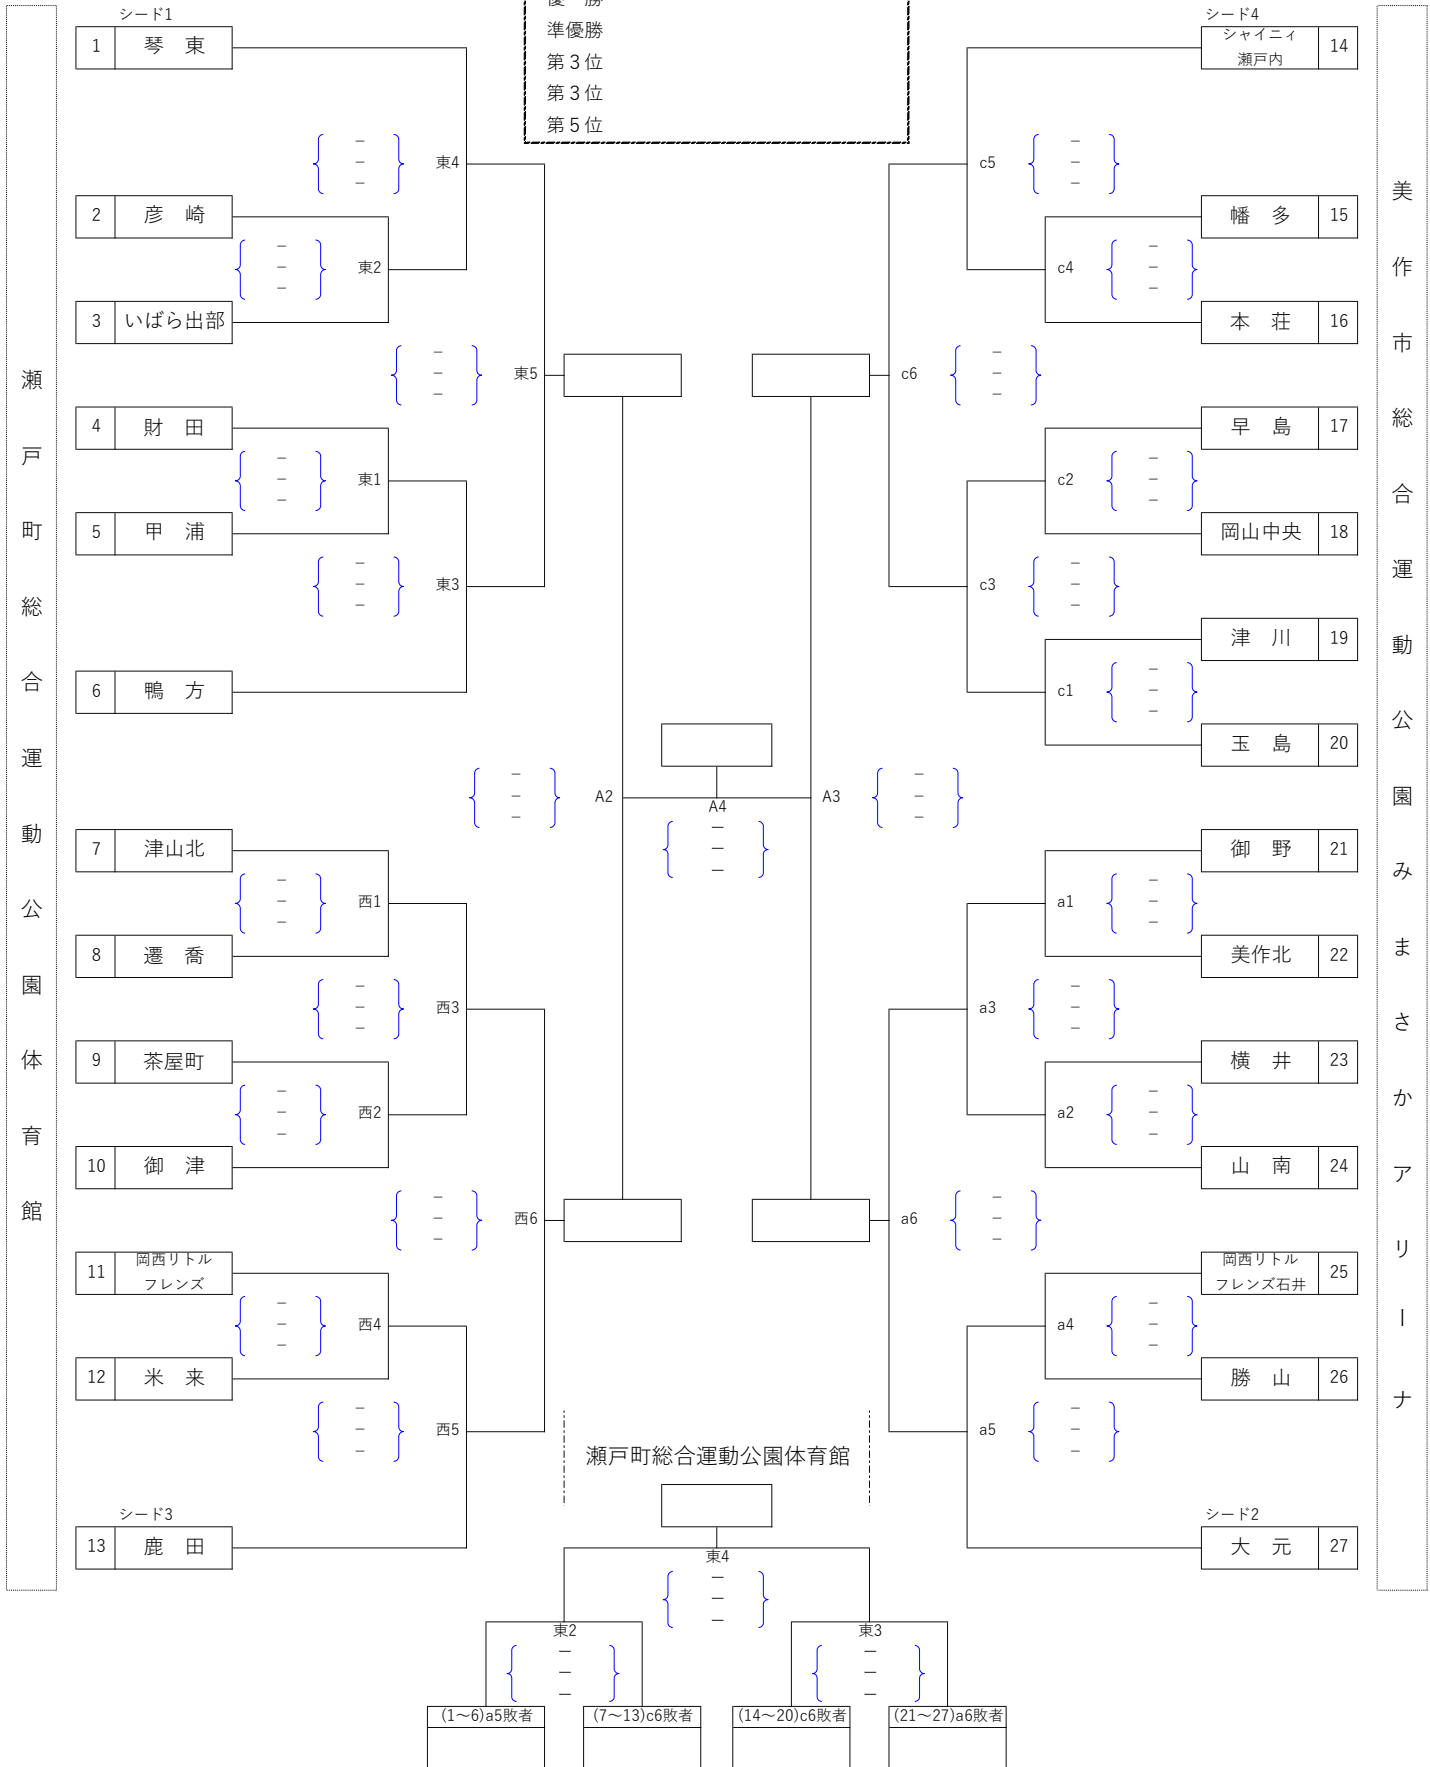 優　勝
準優勝
第３位
第３位
第５位
瀬戸町総合運動公園体育館
シード1
1 琴　東
－
－
－
東4
2 彦　崎
－
－
－
東2
3 いばら出部
－
－
－
東5
4 財　田
－
－
－
東1
5 甲　浦
－
－
－
東3
6 鴨　方
－
－
－
A2
7 津山北
－
－
－
西1
8 遷　喬
－
－
－
西3
9 茶屋町
－
－
－
西2
10 御　津
－
－
－
西6
11 岡西リトル
フレンズ
－
－
－
西4
12 米　来
－
－
－
西5
シード3
13 鹿　田
A4
－
－
－
シード4
シャイニィ
瀬戸内 14
c5
－
－
－
幡　多 15
c4
－
－
－
本　荘 16
c6
－
－
－
早　島 17
c2
－
－
－
岡山中央 18
c3
－
－
－
津　川 19
c1
－
－
－
玉　島 20
A3
－
－
－
御　野 21
a1
－
－
－
美作北 22
a3
－
－
－
横　井 23
a2
－
－
－
山　南 24
a6
－
－
－
岡西リトル
フレンズ石井 25
a4
－
－
－
勝　山 26
a5
－
－
－
シード2
大　元 27
美作市総合運動公園みまさかアリーナ
瀬戸町総合運動公園体育館
東4
－
－
－
東2
－
－
－
東3
－
－
－
(1～6)a5敗者
(7～13)c6敗者
(14～20)c6敗者
(21～27)a6敗者